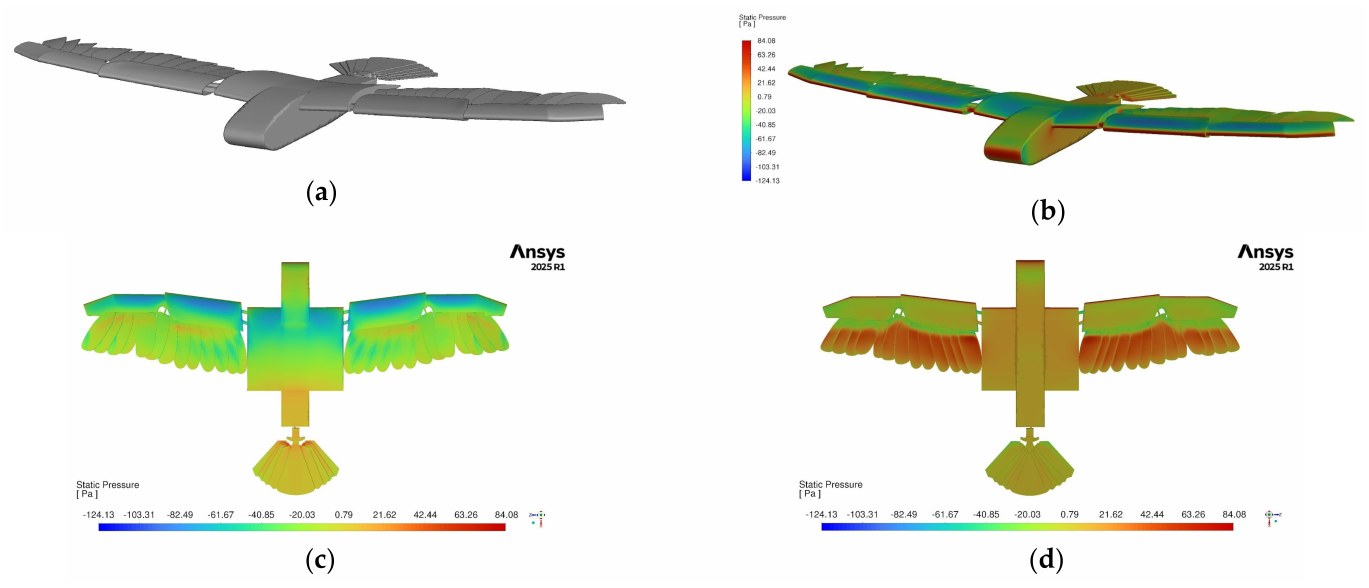 Static Pressure
[ Pa ]
84.08
63.26
42.44
21.62
0.79
-20.03
-40.85
-61.67
-82.49
-103.31
-124.13
(a)
(b)
Ansys
2025 R1
Static Pressure
[ Pa ]
-124.13 -103.31 -82.49 -61.67 -40.85 -20.03 0.79 21.62 42.44 63.26 84.08
(c)
Ansys
2025 R1
Static Pressure
[ Pa ]
-124.13 -103.31 -82.49 -61.67 -40.85 -20.03 0.79 21.62 42.44 63.26 84.08
(d)